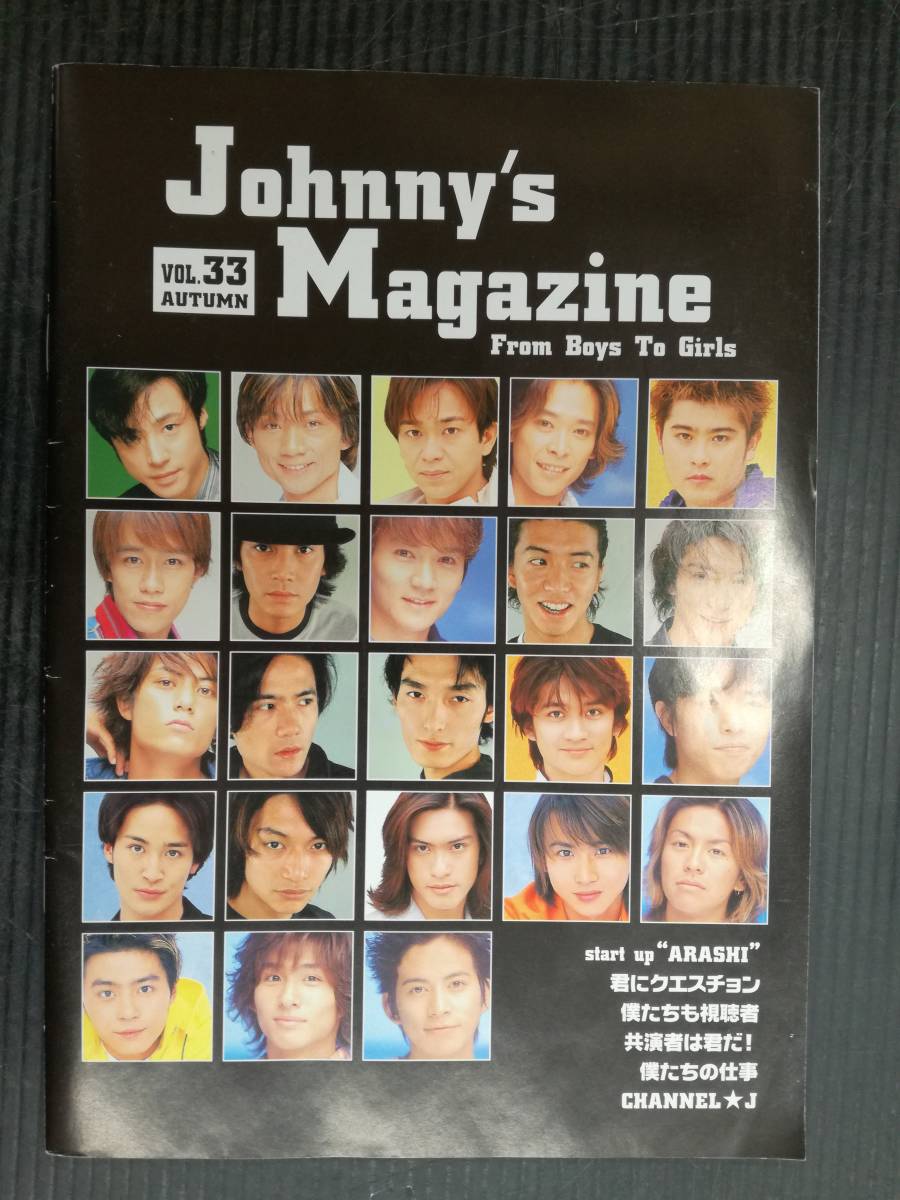 Johnny's
VOL.33
AUTUMN
Magazine
From Boys To Girls
start up "ARASHI"
君にクエスチョン
僕たちも視聴者
共演者は君だ!
僕たちの仕事
CHANNEL★J